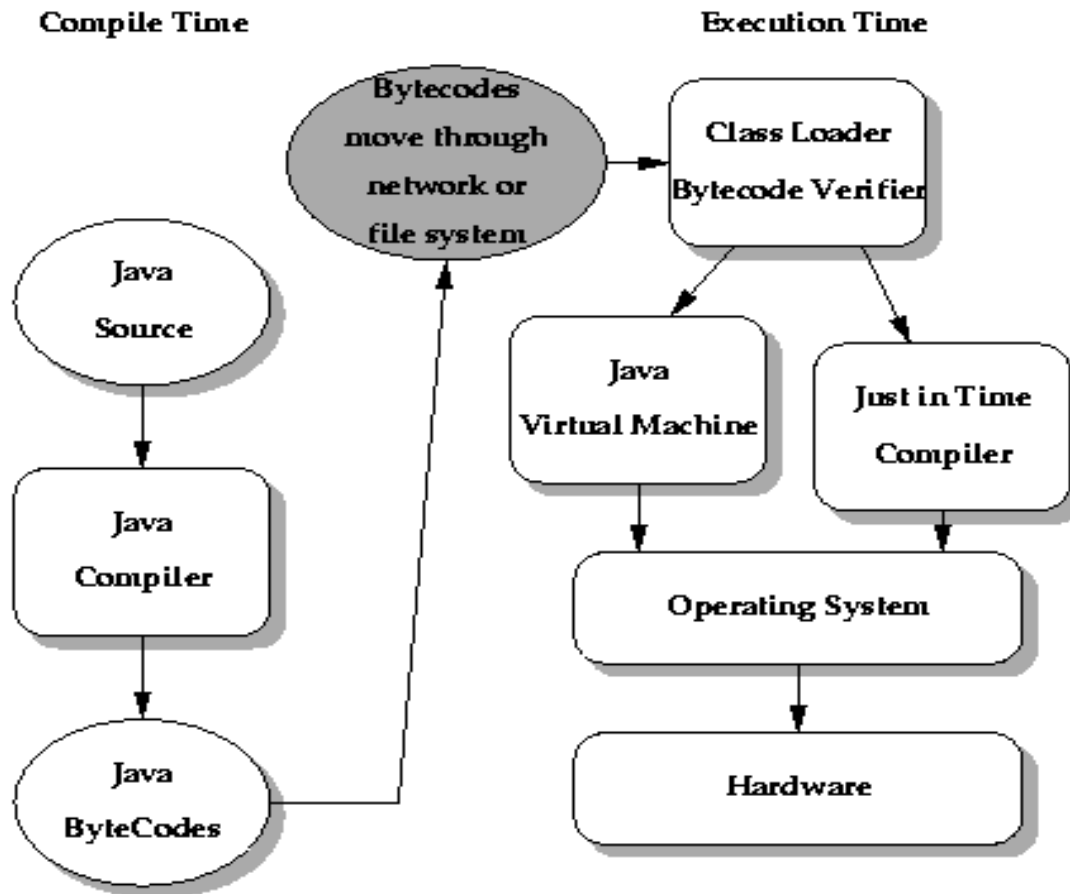 Compile Time
Execution Time
Bytecodes
move through
network or
file system
Class Loader
Bytecode Verifier
Java
Source
Java
Virtual Machine
Just in Time
Compiler
Java
Compiler
Operating System
Java
ByteCodes
Hardware